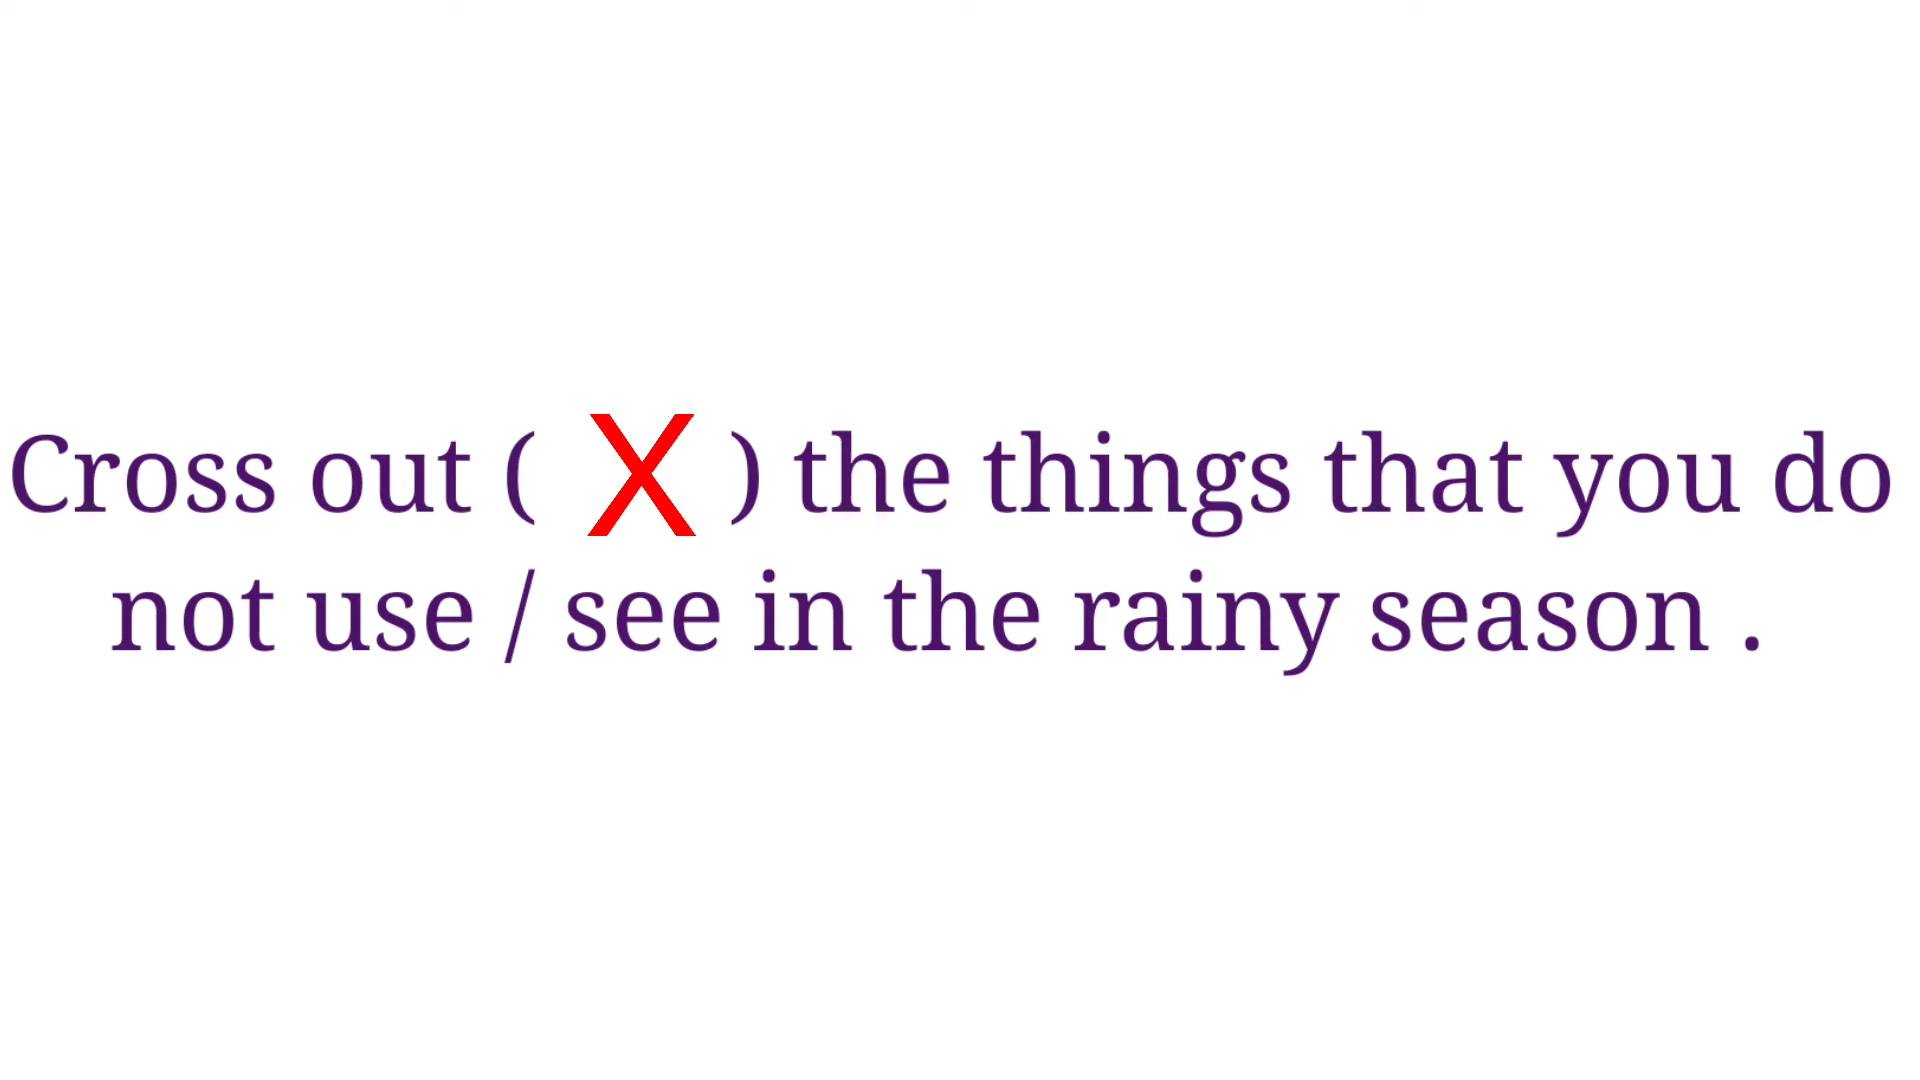 Cross out ( X ) the things that you do
not use / see in the rainy season .